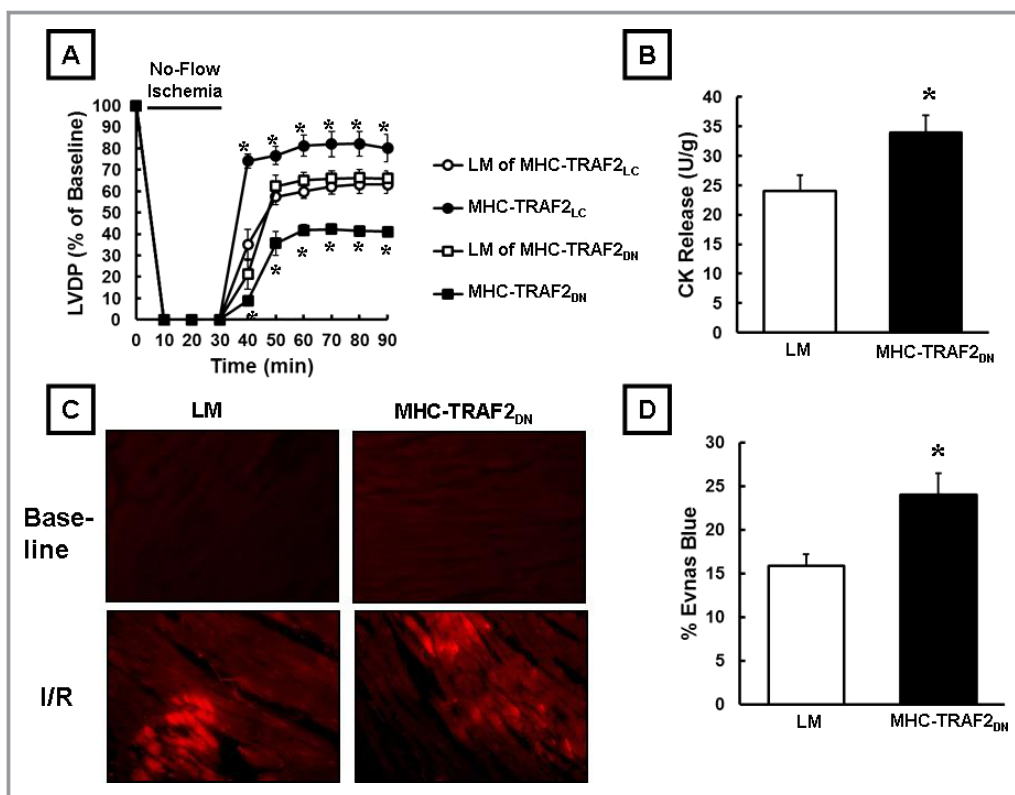 A
No-Flow
Ischemia
LVDP (% of Baseline)
100
90
80
70
60
50
40
30
20
10
0
* * * * * *
* * * * * *
0 10 20 30 40 50 60 70 80 90
Time (min)
LM of MHC-TRAF2LC
MHC-TRAF2LC
LM of MHC-TRAF2DN
MHC-TRAF2DN
B
CK Release (U/g)
40
35
30
25
20
15
10
5
0
*
LM
MHC-TRAF2DN
C
LM
MHC-TRAF2DN
Base-
line
I/R
D
% Evnas Blue
30
25
20
15
10
5
0
*
LM
MHC-TRAF2DN